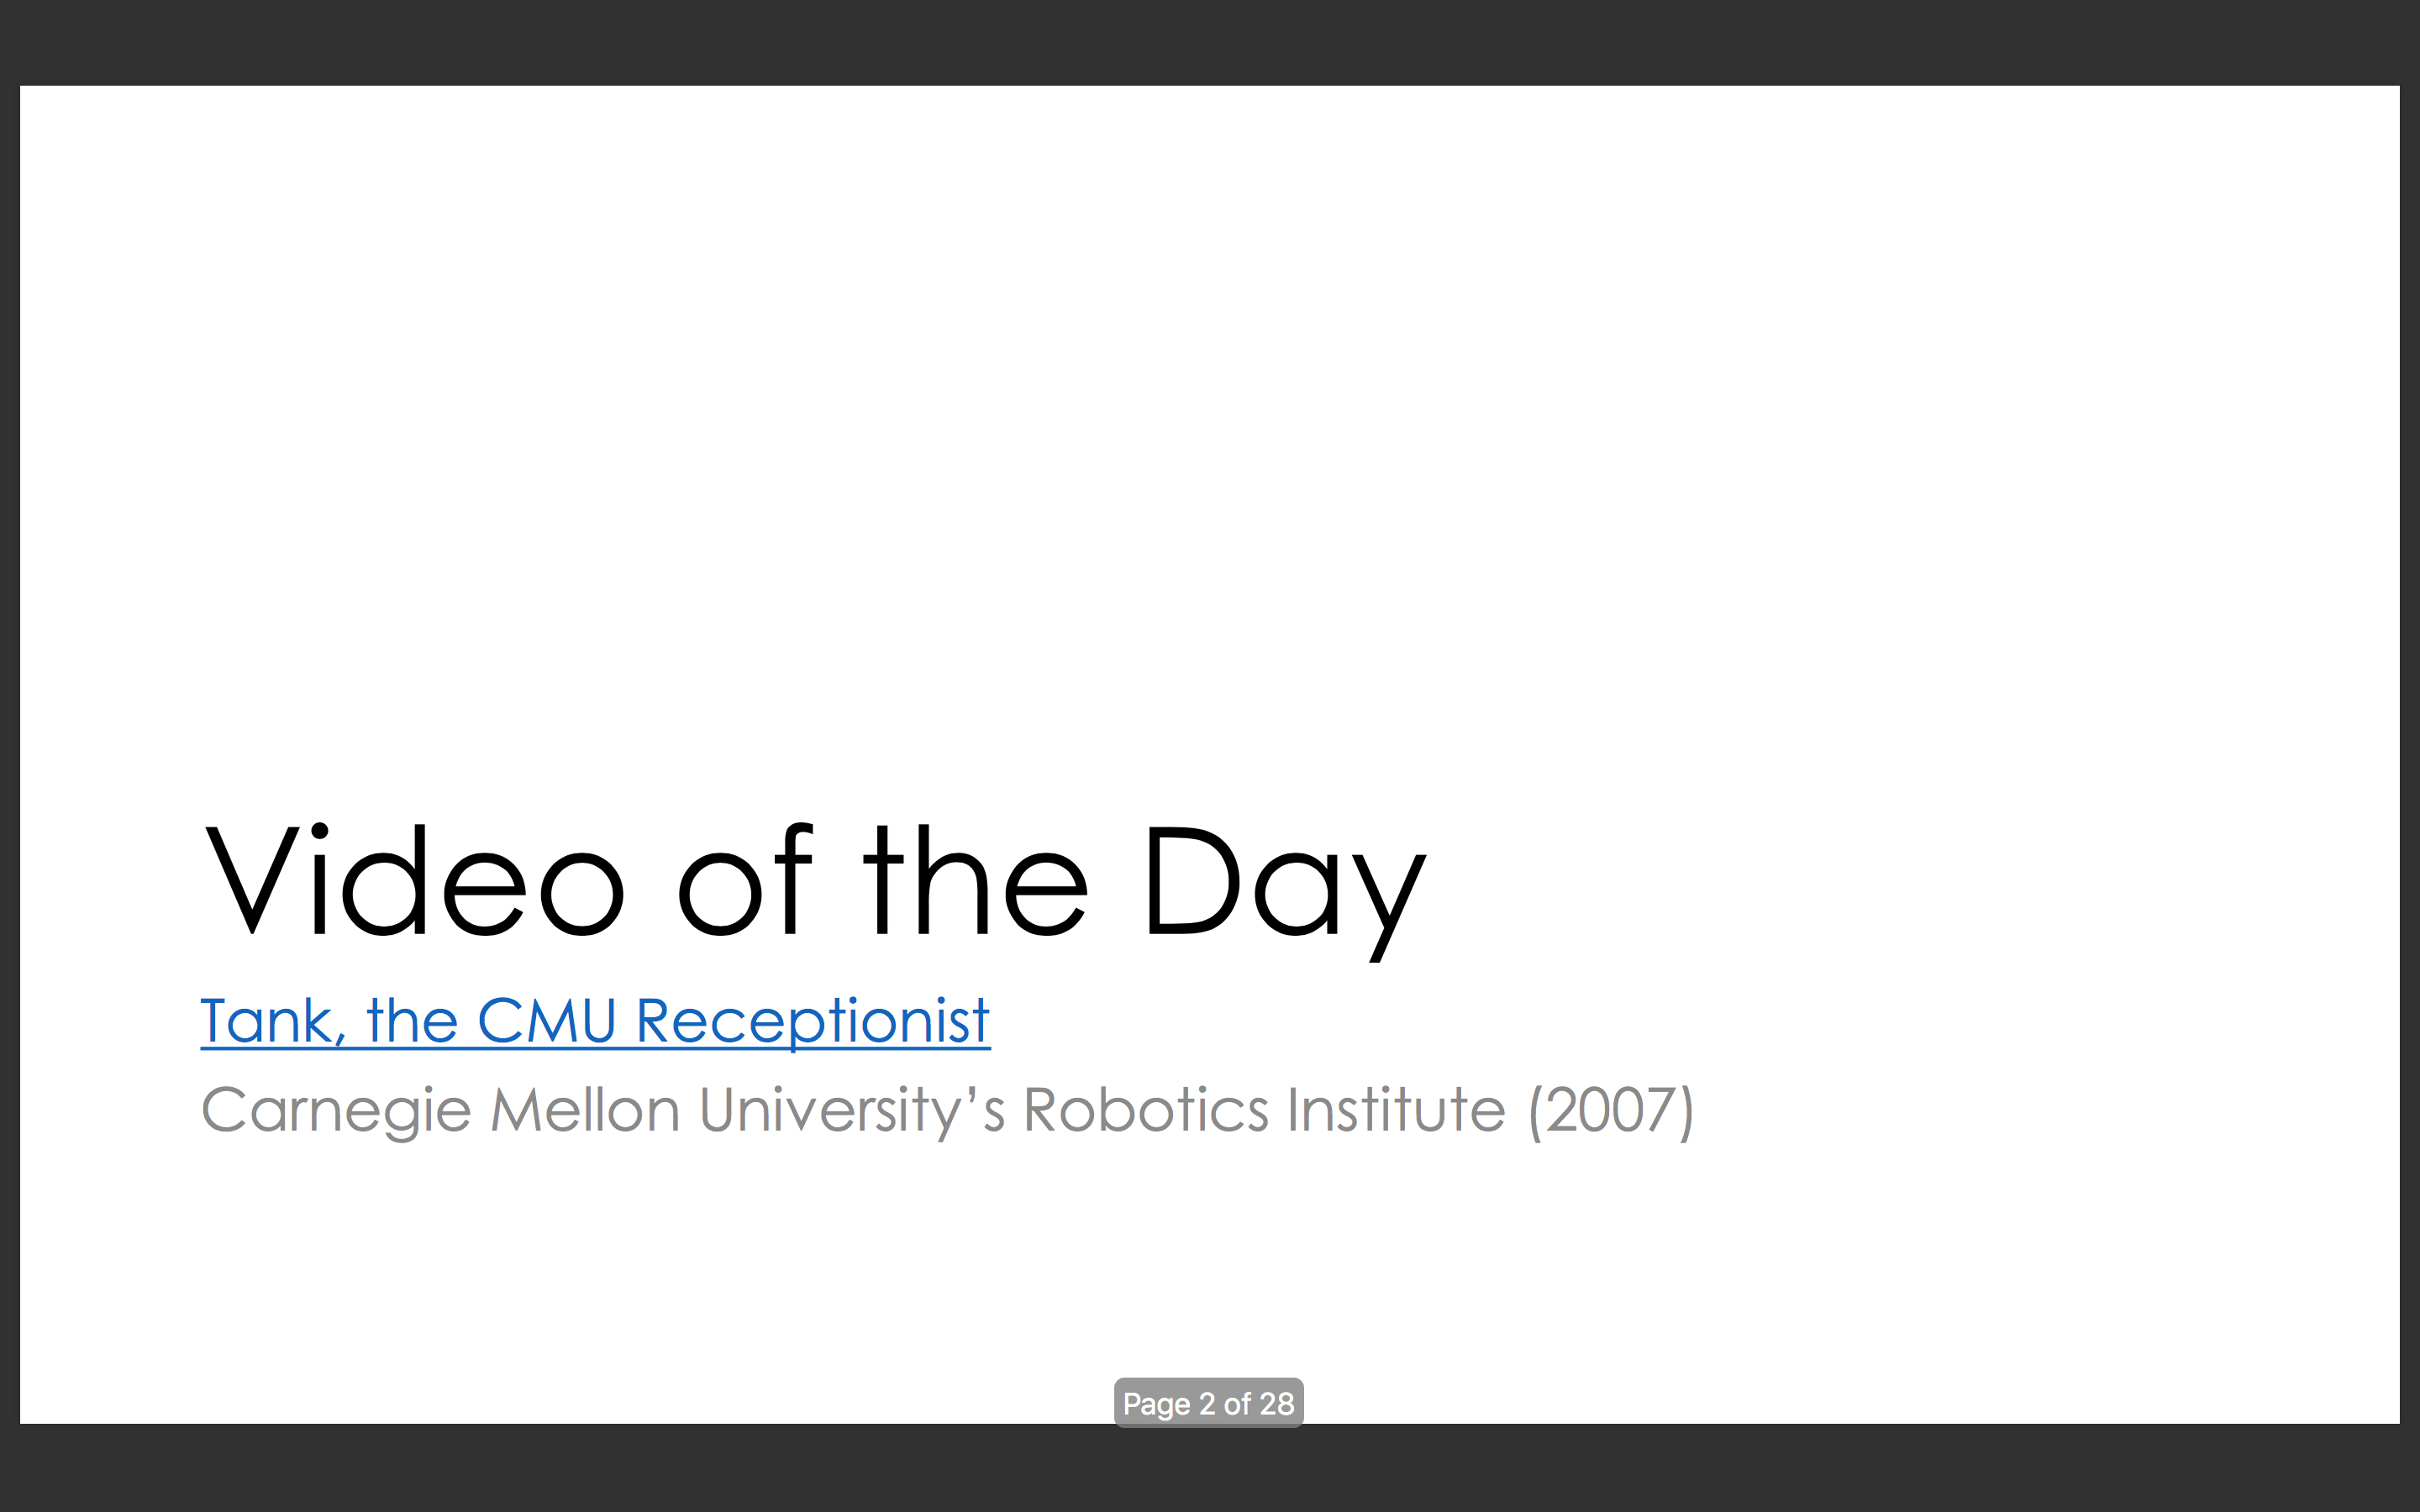 Video of the Day
Tank, the CMU Receptionist
Carnegie Mellon University’s Robotics Institute (2007)
Page 2 of 28